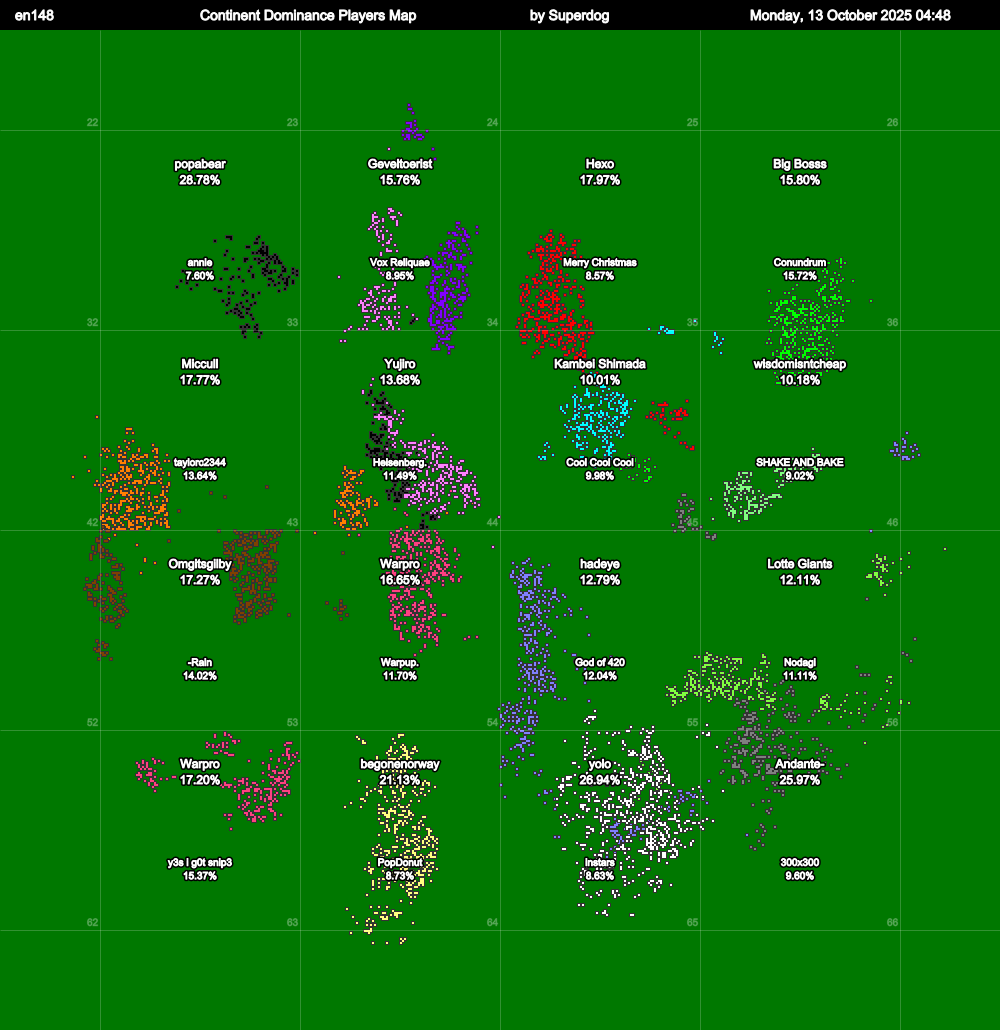 en148 Continent Dominance Players Map by Superdog Monday, 13 October 2025 04:48
22 23 24 25 26
popabear Geveltoerist Hexo Big Bosss
28.78% 15.76% 17.97% 15.80%
annie Vox Reliquae Merry Christmas Conundrum
7.60% 8.95% 8.57% 15.72%
32 33 34 35 36
Miccull Yujiro Kambei Shimada wisdomisntcheap
17.77% 13.68% 10.01% 10.18%
taylorc2344 Heisenberg. Cool Cool Cool SHAKE AND BAKE
13.64% 11.49% 9.98% 9.02%
42 43 44 45 46
Omgitsgilby Warpro hadeye Lotte Giants
17.27% 16.65% 12.79% 12.11%
-Rain Warpup. God of 420 Nodagi
14.02% 11.70% 12.04% 11.11%
52 53 54 55 56
Warpro begonenorway yolo Andante-
17.20% 21.13% 26.94% 25.97%
y3s i g0t snip3 PopDonut Instars 300x300
15.37% 8.73% 8.63% 9.60%
62 63 64 65 66